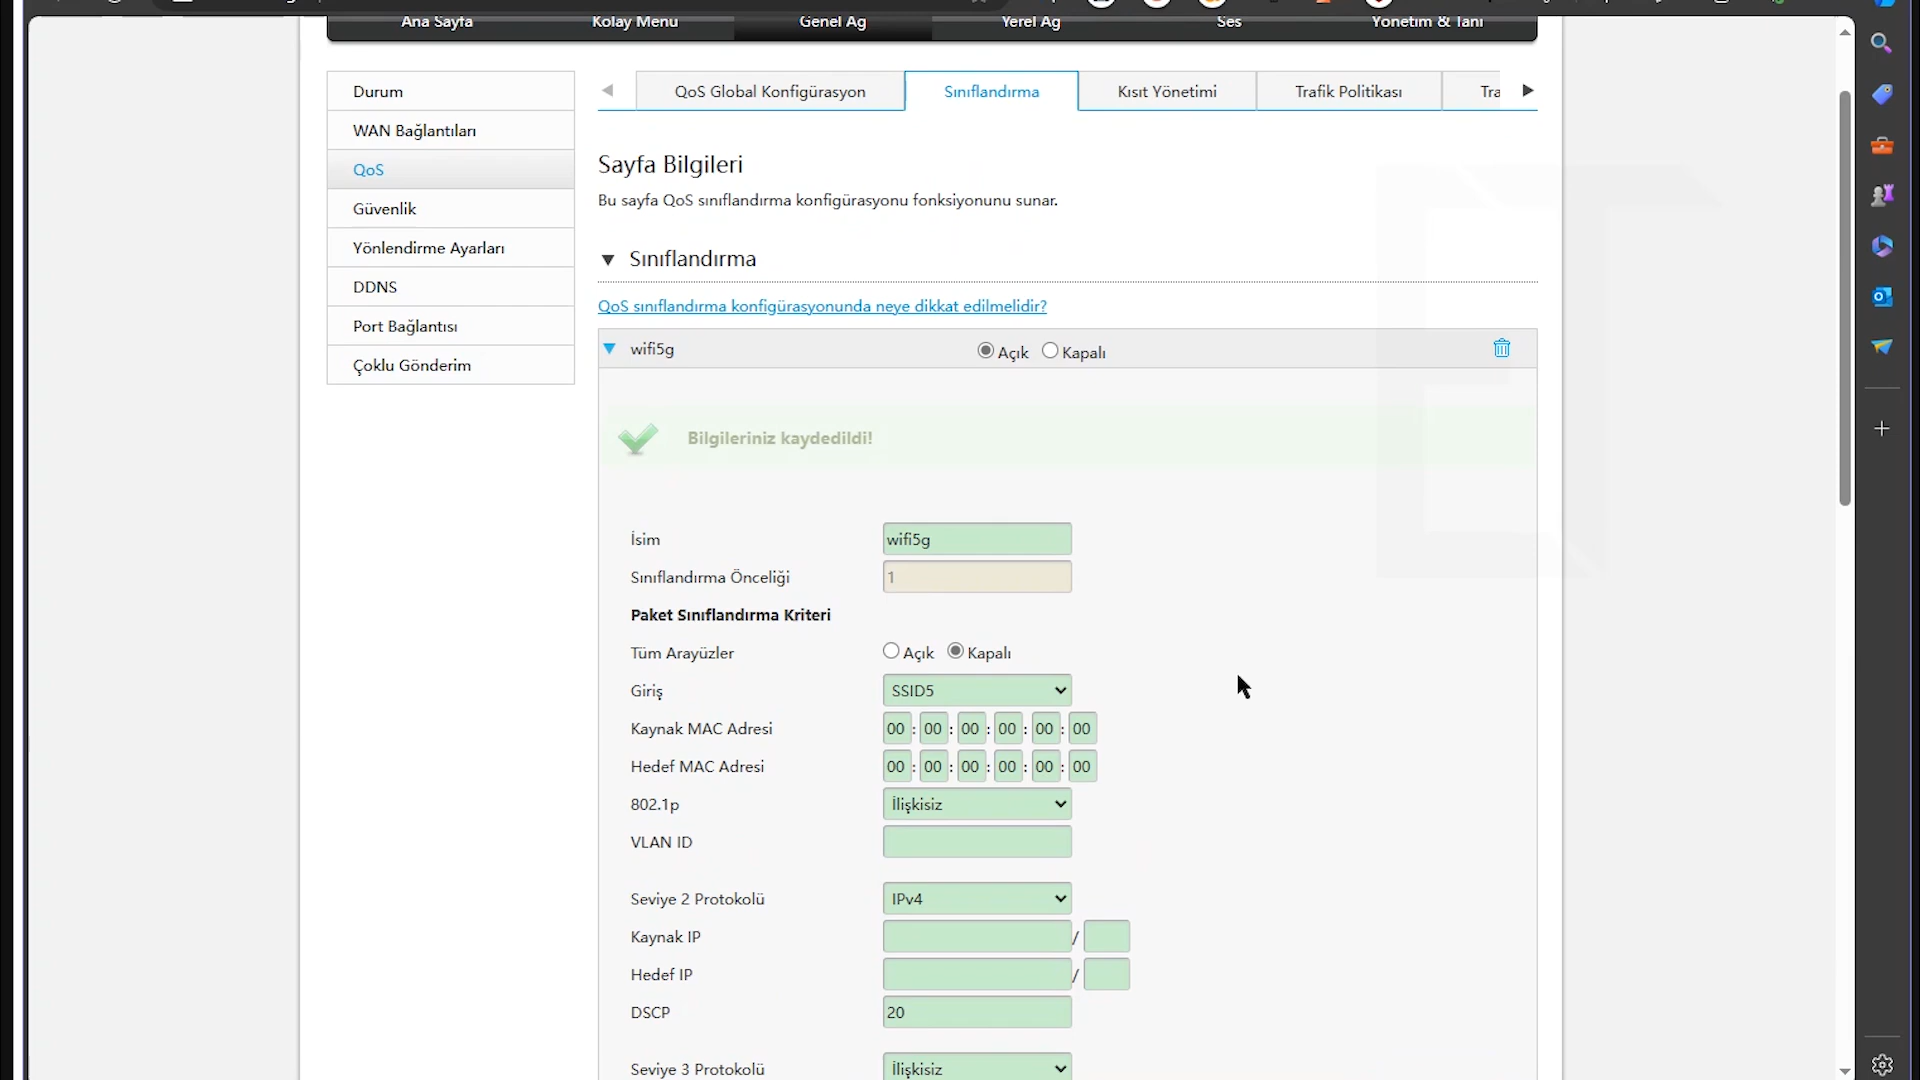 Ana Sayfa Kolay Menü Genel Ağ Yerel Ağ Ses Yönetim & Tanı
Durum
WAN Bağlantıları
QoS
Güvenlik
Yönlendirme Ayarları
DDNS
Port Bağlantısı
Çoklu Gönderim
QoS Global Konfigürasyon Sınıflandırma Kısıt Yönetimi Trafik Politikası Tra
Sayfa Bilgileri
Bu sayfa QoS sınıflandırma konfigürasyonu fonksiyonunu sunar.
Sınıflandırma
QoS sınıflandırma konfigürasyonunda neye dikkat edilmelidir?
wifi5g Açık Kapalı
Bilgileriniz kaydedildi!
İsim wifi5g
Sınıflandırma Önceliği 1
Paket Sınıflandırma Kriteri
Tüm Arayüzler Açık Kapalı
Giriş SSID5
Kaynak MAC Adresi 00 : 00 : 00 : 00 : 00 : 00
Hedef MAC Adresi 00 : 00 : 00 : 00 : 00 : 00
802.1p İlişkisiz
VLAN ID
Seviye 2 Protokolü IPv4
Kaynak IP /
Hedef IP /
DSCP 20
Seviye 3 Protokolü İlişkisiz